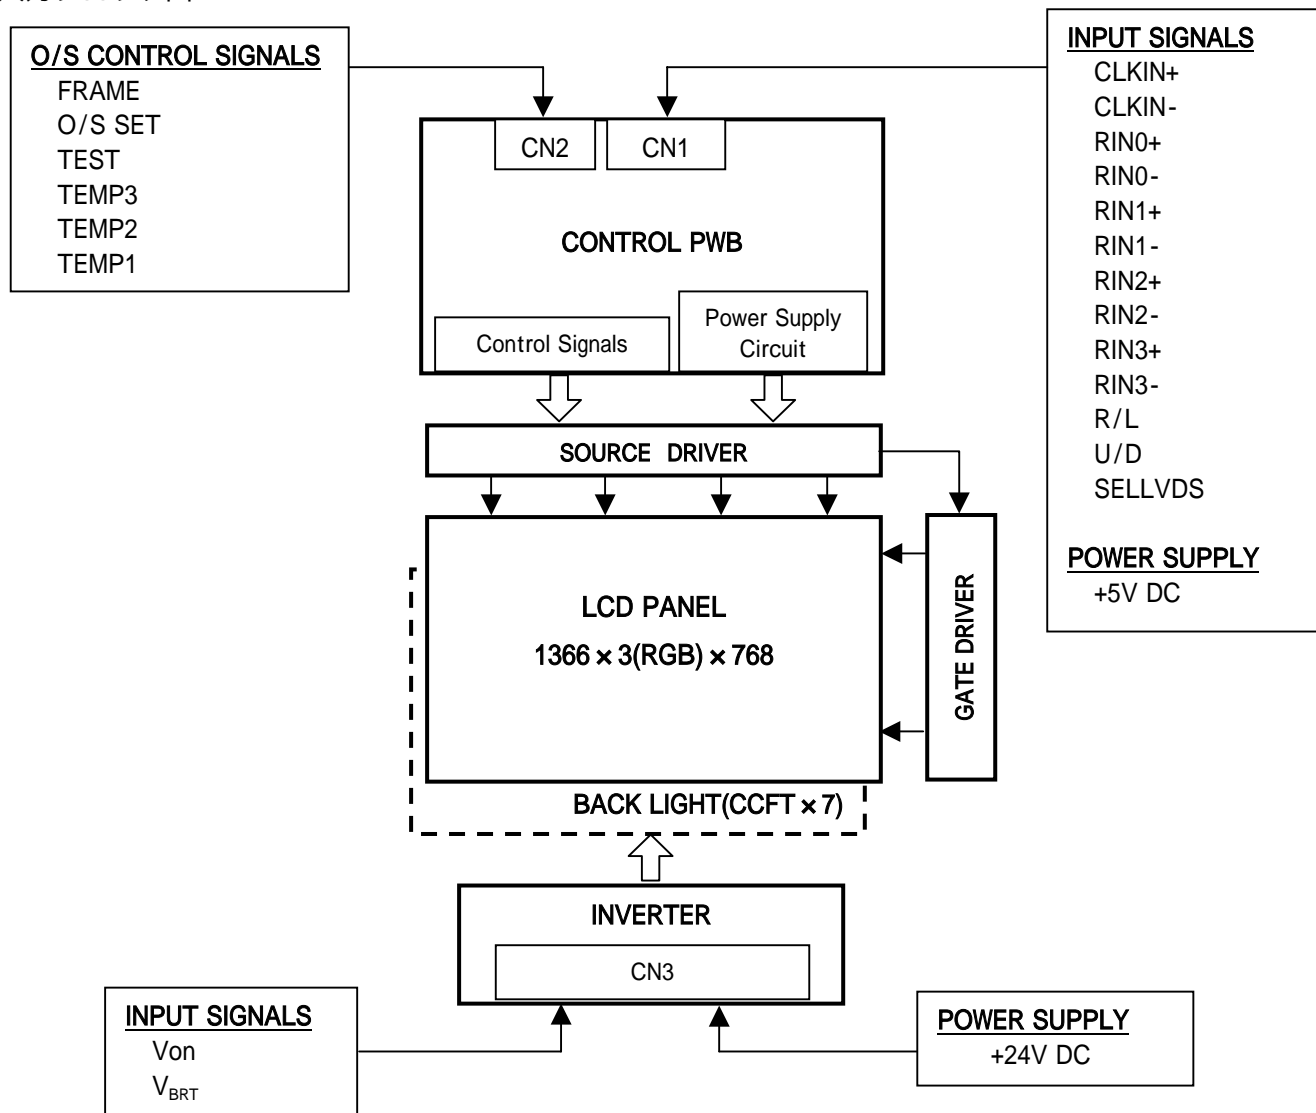 O/S CONTROL SIGNALS
FRAME
O/S SET
TEST
TEMP3
TEMP2
TEMP1
INPUT SIGNALS
CLKIN+
CLKIN-
RIN0+
RIN0-
RIN1+
RIN1-
RIN2+
RIN2-
RIN3+
RIN3-
R/L
U/D
SELLVDS
POWER SUPPLY
+5V DC
CN2
CN1
CONTROL PWB
Control Signals
Power Supply
Circuit
SOURCE DRIVER
LCD PANEL
1366 × 3(RGB) × 768
GATE DRIVER
BACK LIGHT(CCFT × 7)
INVERTER
CN3
INPUT SIGNALS
Von
VBRT
POWER SUPPLY
+24V DC